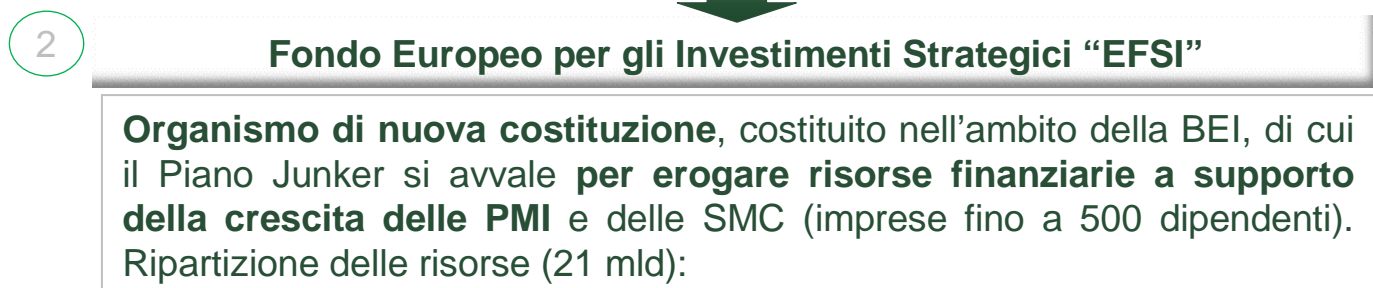 2
Fondo Europeo per gli Investimenti Strategici “EFSI”
Organismo di nuova costituzione, costituito nell’ambito della BEI, di cui
il Piano Junker si avvale per erogare risorse finanziarie a supporto
della crescita delle PMI e delle SMC (imprese fino a 500 dipendenti).
Ripartizione delle risorse (21 mld):